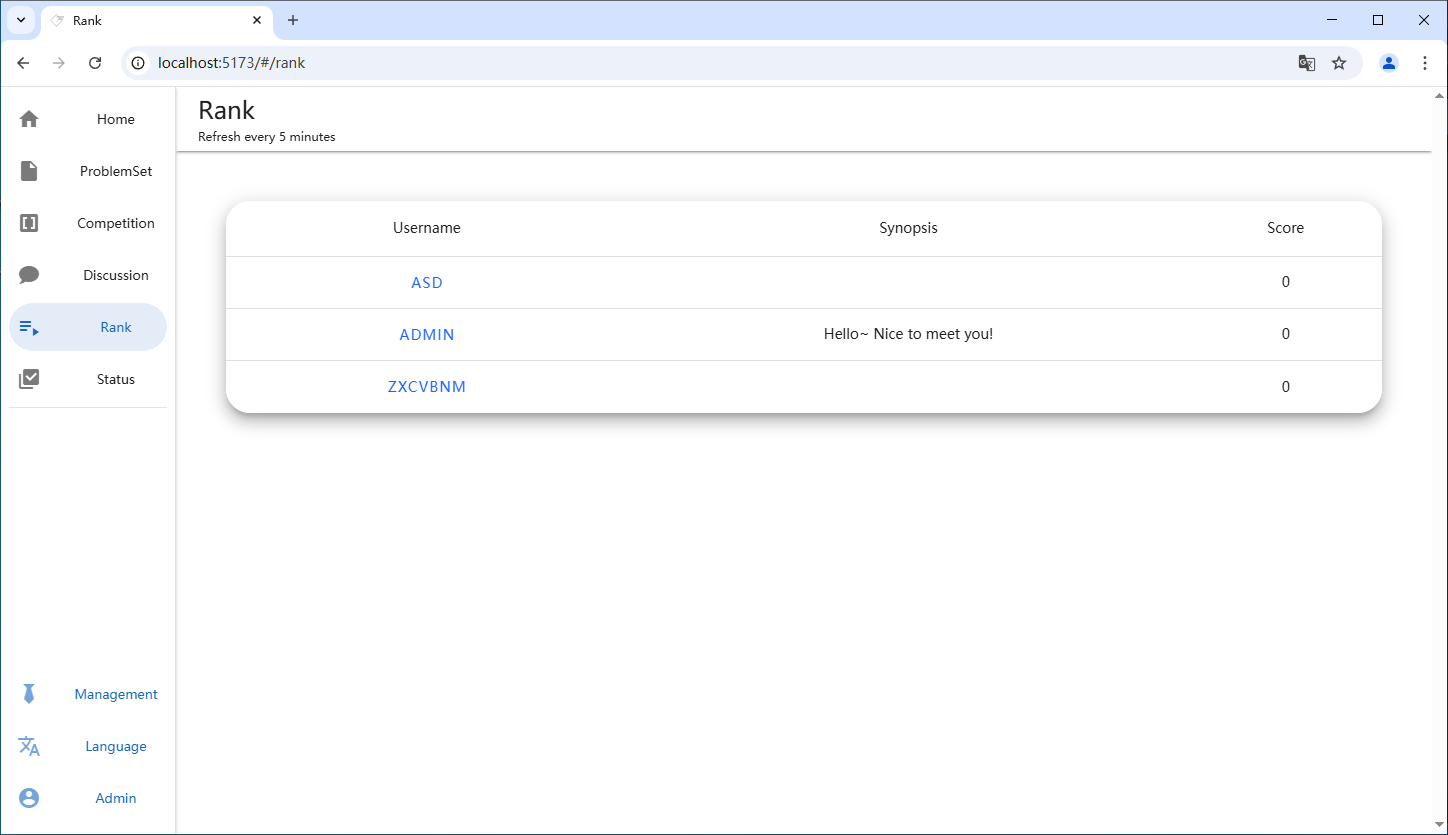 Rank
localhost:5173/#/rank
Home
ProblemSet
Competition
Discussion
Rank
Status
Management
Language
Admin
Rank
Refresh every 5 minutes
Username Synopsis Score
ASD 0
ADMIN Hello~ Nice to meet you! 0
ZXCVBNM 0